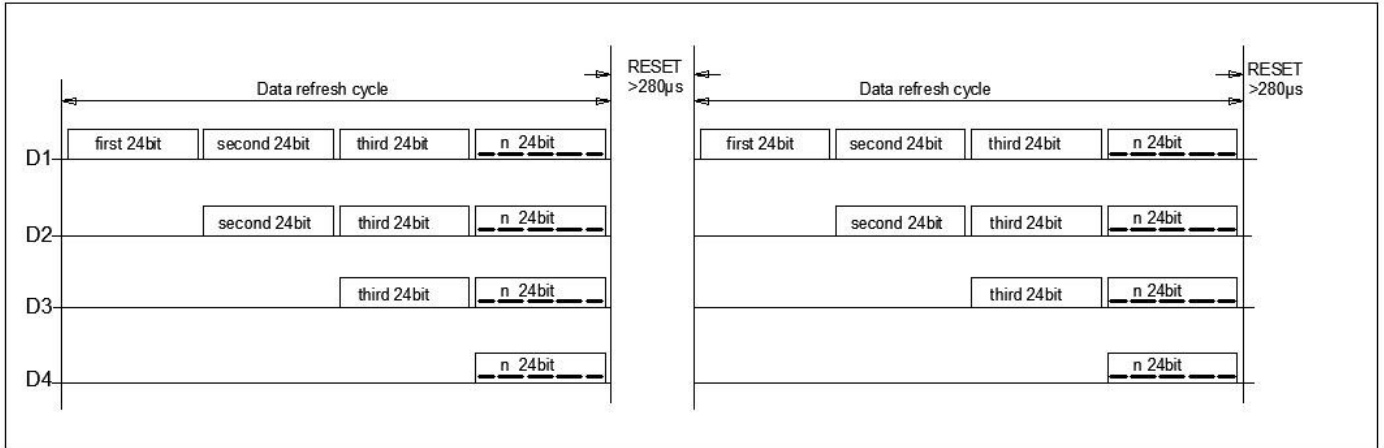 RESET
>280µs
RESET
>280µs
Data refresh cycle
Data refresh cycle
D1
first 24bit
second 24bit
third 24bit
n 24bit
first 24bit
second 24bit
third 24bit
n 24bit
D2
second 24bit
third 24bit
n 24bit
second 24bit
third 24bit
n 24bit
D3
third 24bit
n 24bit
third 24bit
n 24bit
D4
n 24bit
n 24bit